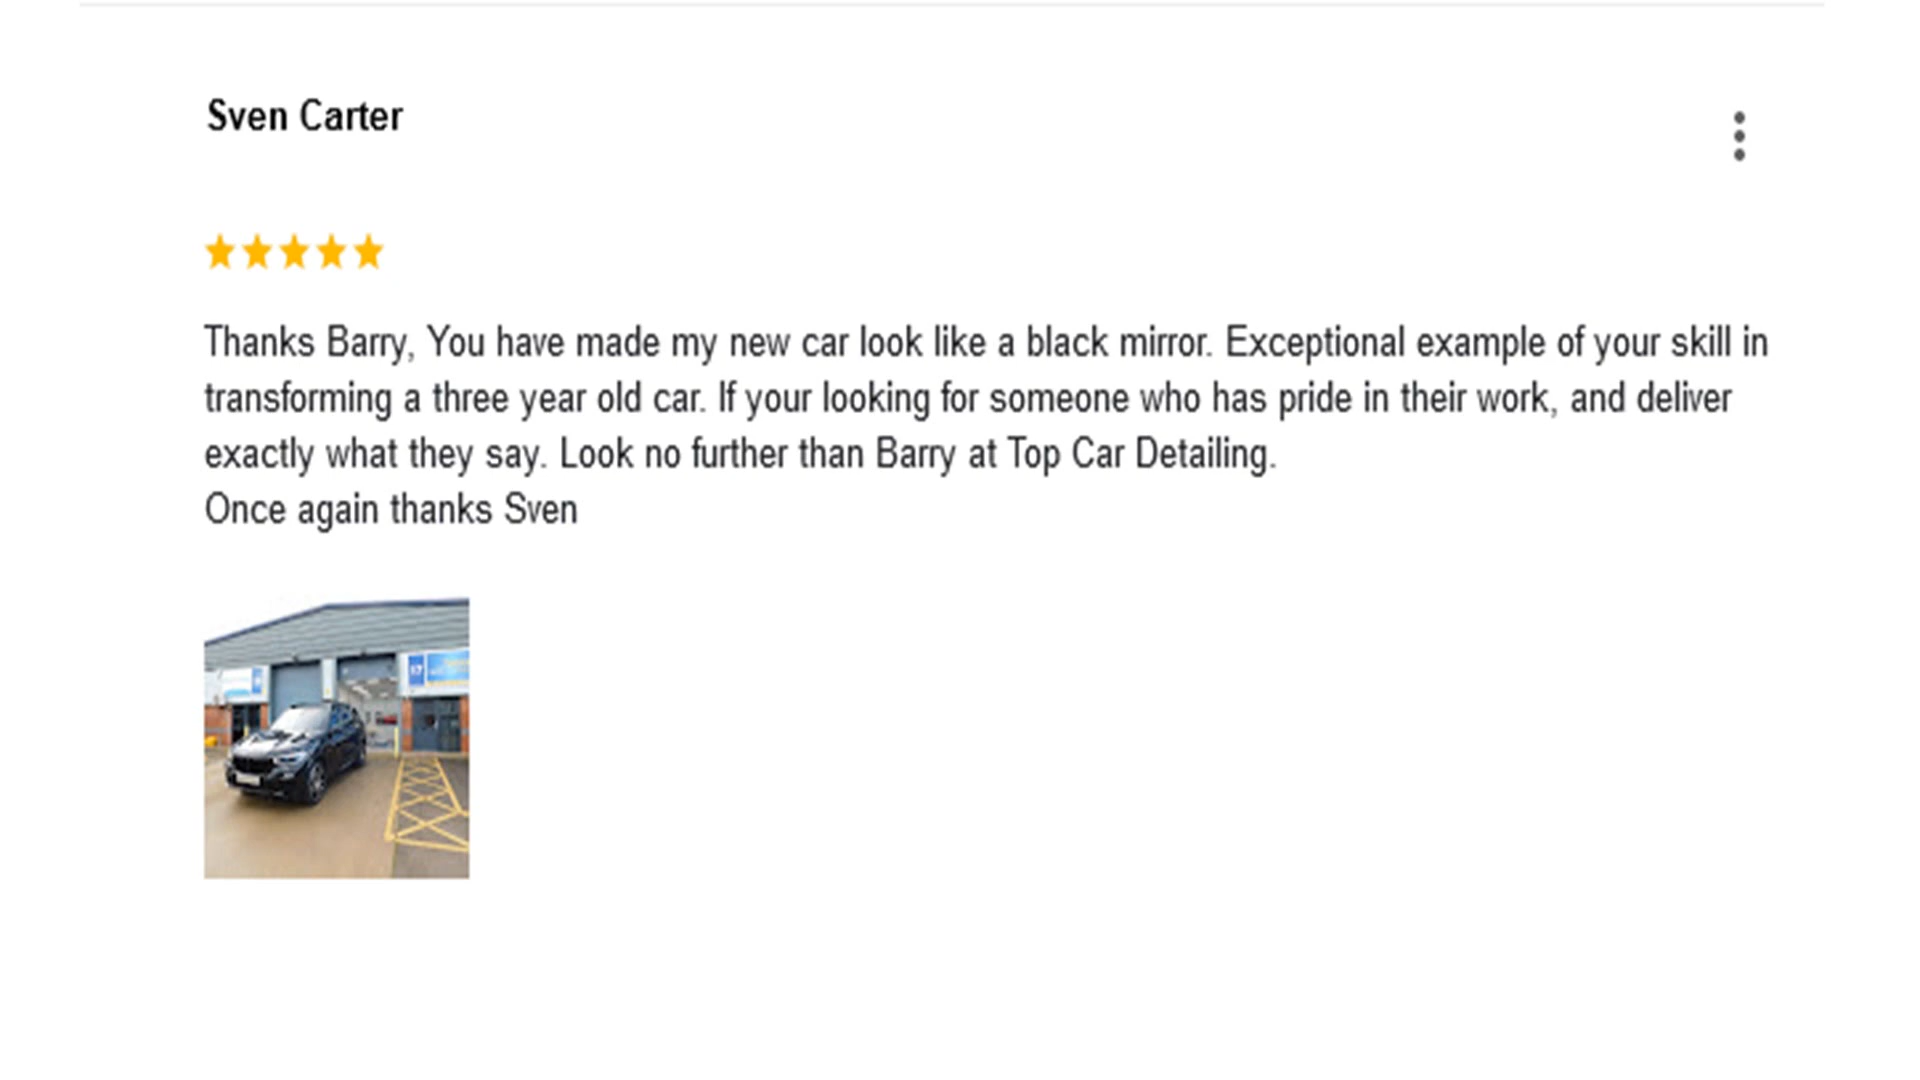 Sven Carter
Thanks Barry, You have made my new car look like a black mirror. Exceptional example of your skill in
transforming a three year old car. If your looking for someone who has pride in their work, and deliver
exactly what they say. Look no further than Barry at Top Car Detailing.
Once again thanks Sven
17